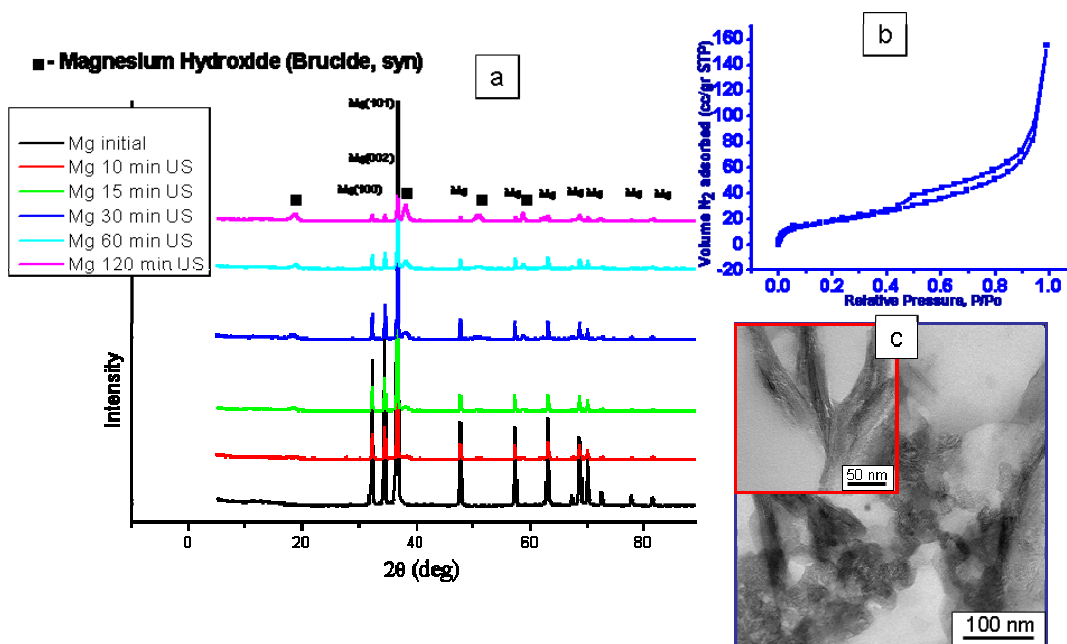 ■ - Magnesium Hydroxide (Brucide, syn)
a
Mg initial
Mg 10 min US
Mg 15 min US
Mg 30 min US
Mg 60 min US
Mg 120 min US
Mg(101)
Mg(002)
Mg(100)
Mg Mg Mg Mg Mg Mg Mg
Intensity
0 20 40 60 80
2θ (deg)
b
Volume N2 adsorbed (cc/gr STP)
160
140
120
100
80
60
40
20
0
-20
0.0 0.2 0.4 0.6 0.8 1.0
Relative Pressure, P/Po
c
50 nm
100 nm